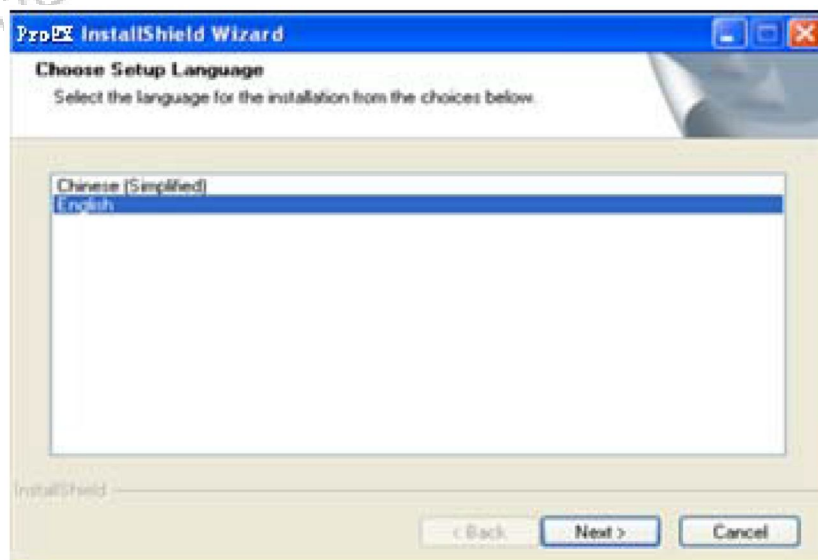 ProEX InstallShield Wizard
Choose Setup Language
Select the language for the installation from the choices below.
Chinese (Simplified)
English
InstallShield
< Back
Next >
Cancel